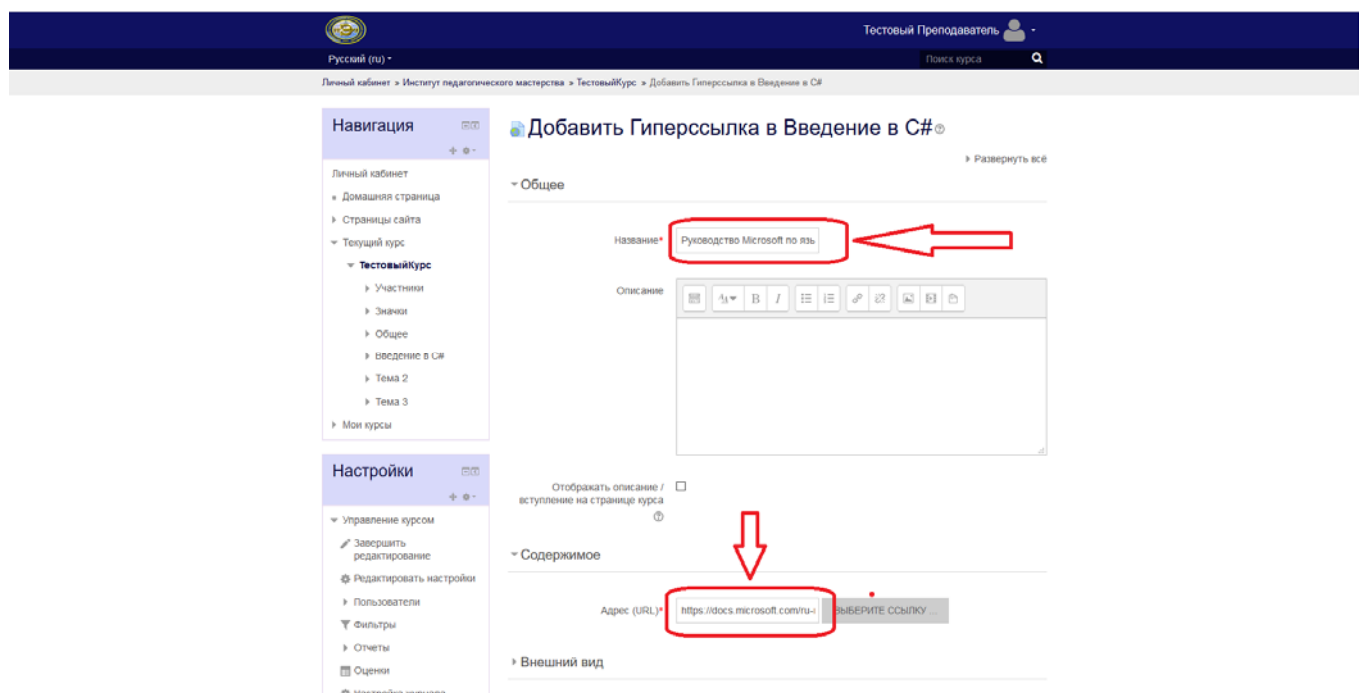 Тестовый Преподаватель
Русский (ru)
Поиск курса
Личный кабинет » Институт педагогического мастерства » ТестовыйКурс » Добавить Гиперссылка в Введение в C#
Навигация
Личный кабинет
Домашняя страница
Страницы сайта
Текущий курс
ТестовыйКурс
Участники
Значки
Общее
Введение в C#
Тема 2
Тема 3
Мои курсы
Настройки
Управление курсом
Завершить
редактирование
Редактировать настройки
Пользователи
Фильтры
Отчеты
Оценки
Настройка журнала
Добавить Гиперссылка в Введение в C#
Развернуть всё
Общее
Название*
Руководство Microsoft по язы
Описание
B I
Отображать описание /
вступление на странице курса
Содержимое
Адрес (URL)*
https://docs.microsoft.com/ru-
ВЫБЕРИТЕ ССЫЛКУ ...
Внешний вид